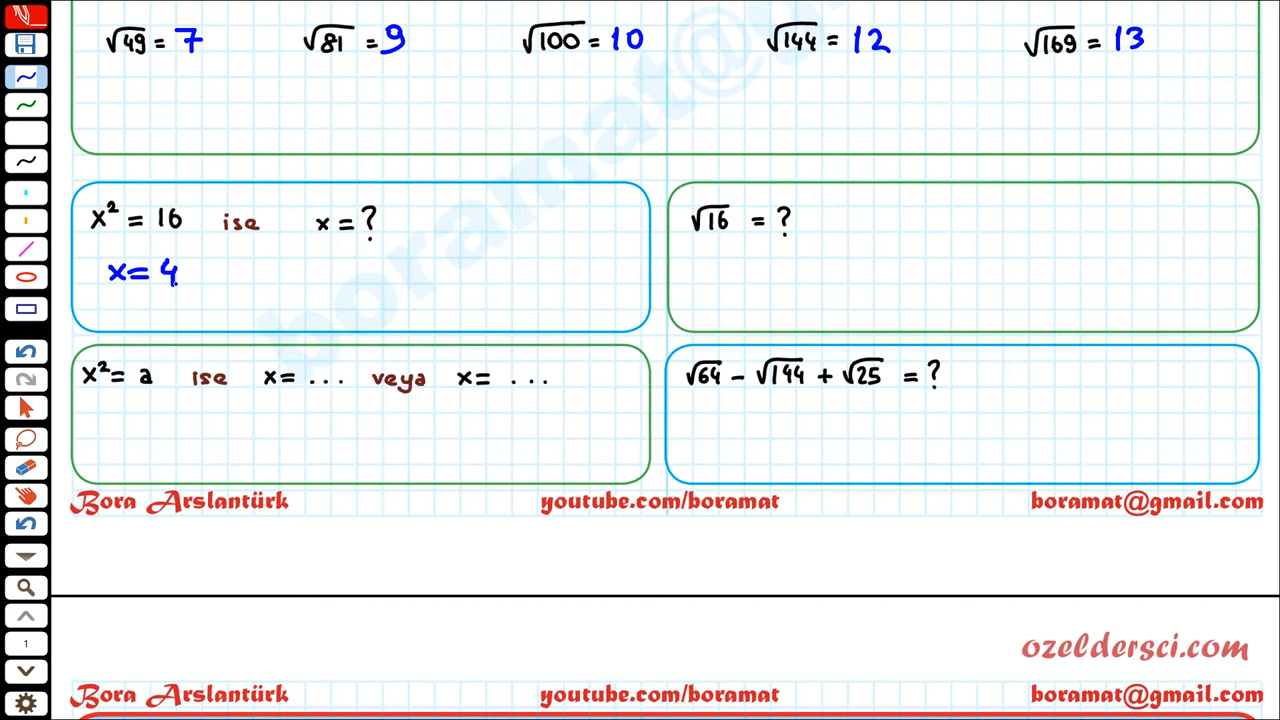 √49 = 7 √81 = 9 √100 = 10 √144 = 12 √169 = 13
x² = 16 ise x = ?
x = 4
√16 = ?
x² = a ise x = ... veya x = ...
√64 - √144 + √25 = ?
Bora Arslantürk youtube.com/boramat boramat@gmail.com
1
ozeldersci.com
Bora Arslantürk youtube.com/boramat boramat@gmail.com
boramat@